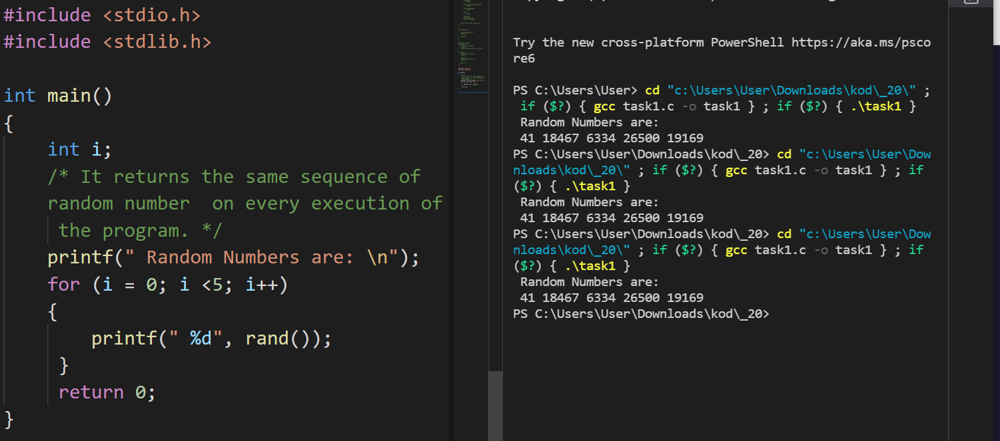 #include <stdio.h>
#include <stdlib.h>
int main()
{
    int i;
    /* It returns the same sequence of
    random number  on every execution of
     the program. */
    printf(" Random Numbers are: \n");
    for (i = 0; i <5; i++)
    {
        printf(" %d", rand());
     }
     return 0;
}
Try the new cross-platform PowerShell https://aka.ms/psco
re6
PS C:\Users\User> cd "c:\Users\User\Downloads\kod\_20\" ;
 if ($?) { gcc task1.c -o task1 } ; if ($?) { .\task1 }
 Random Numbers are:
 41 18467 6334 26500 19169
PS C:\Users\User\Downloads\kod\_20> cd "c:\Users\User\Dow
nloads\kod\_20\" ; if ($?) { gcc task1.c -o task1 } ; if
($?) { .\task1 }
 Random Numbers are:
 41 18467 6334 26500 19169
PS C:\Users\User\Downloads\kod\_20> cd "c:\Users\User\Dow
nloads\kod\_20\" ; if ($?) { gcc task1.c -o task1 } ; if
($?) { .\task1 }
 Random Numbers are:
 41 18467 6334 26500 19169
PS C:\Users\User\Downloads\kod\_20>